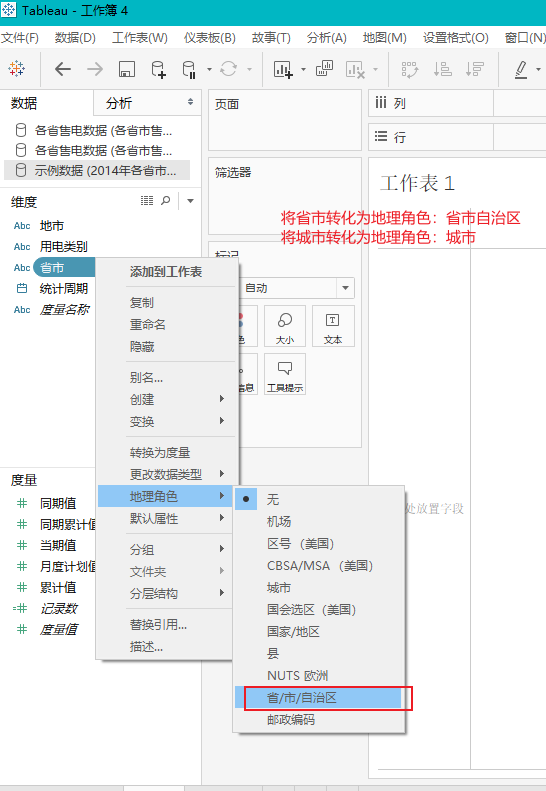 Tableau - 工作簿 4
文件(F) 数据(D) 工作表(W) 仪表板(B) 故事(T) 分析(A) 地图(M) 设置格式(O) 窗口(N)
数据 分析
各省售电数据 (各省市售...
各省售电数据 (各省市售...
示例数据 (2014年各省市...
维度
Abc 地市
Abc 用电类别
Abc 省市
统计周期
Abc 度量名称
度量
同期值
同期累计值
当期值
月度计划值
累计值
记录数
度量值
页面
筛选器
标记
自动
色 大小 文本
信息 工具提示
列
行
工作表 1
将省市转化为地理角色：省市自治区
将城市转化为地理角色：城市
处放置字段
添加到工作表
复制
重命名
隐藏
别名...
创建
变换
转换为度量
更改数据类型
地理角色
默认属性
分组
文件夹
分层结构
替换引用...
描述...
无
机场
区号（美国）
CBSA/MSA（美国）
城市
国会选区（美国）
国家/地区
县
NUTS 欧洲
省/市/自治区
邮政编码